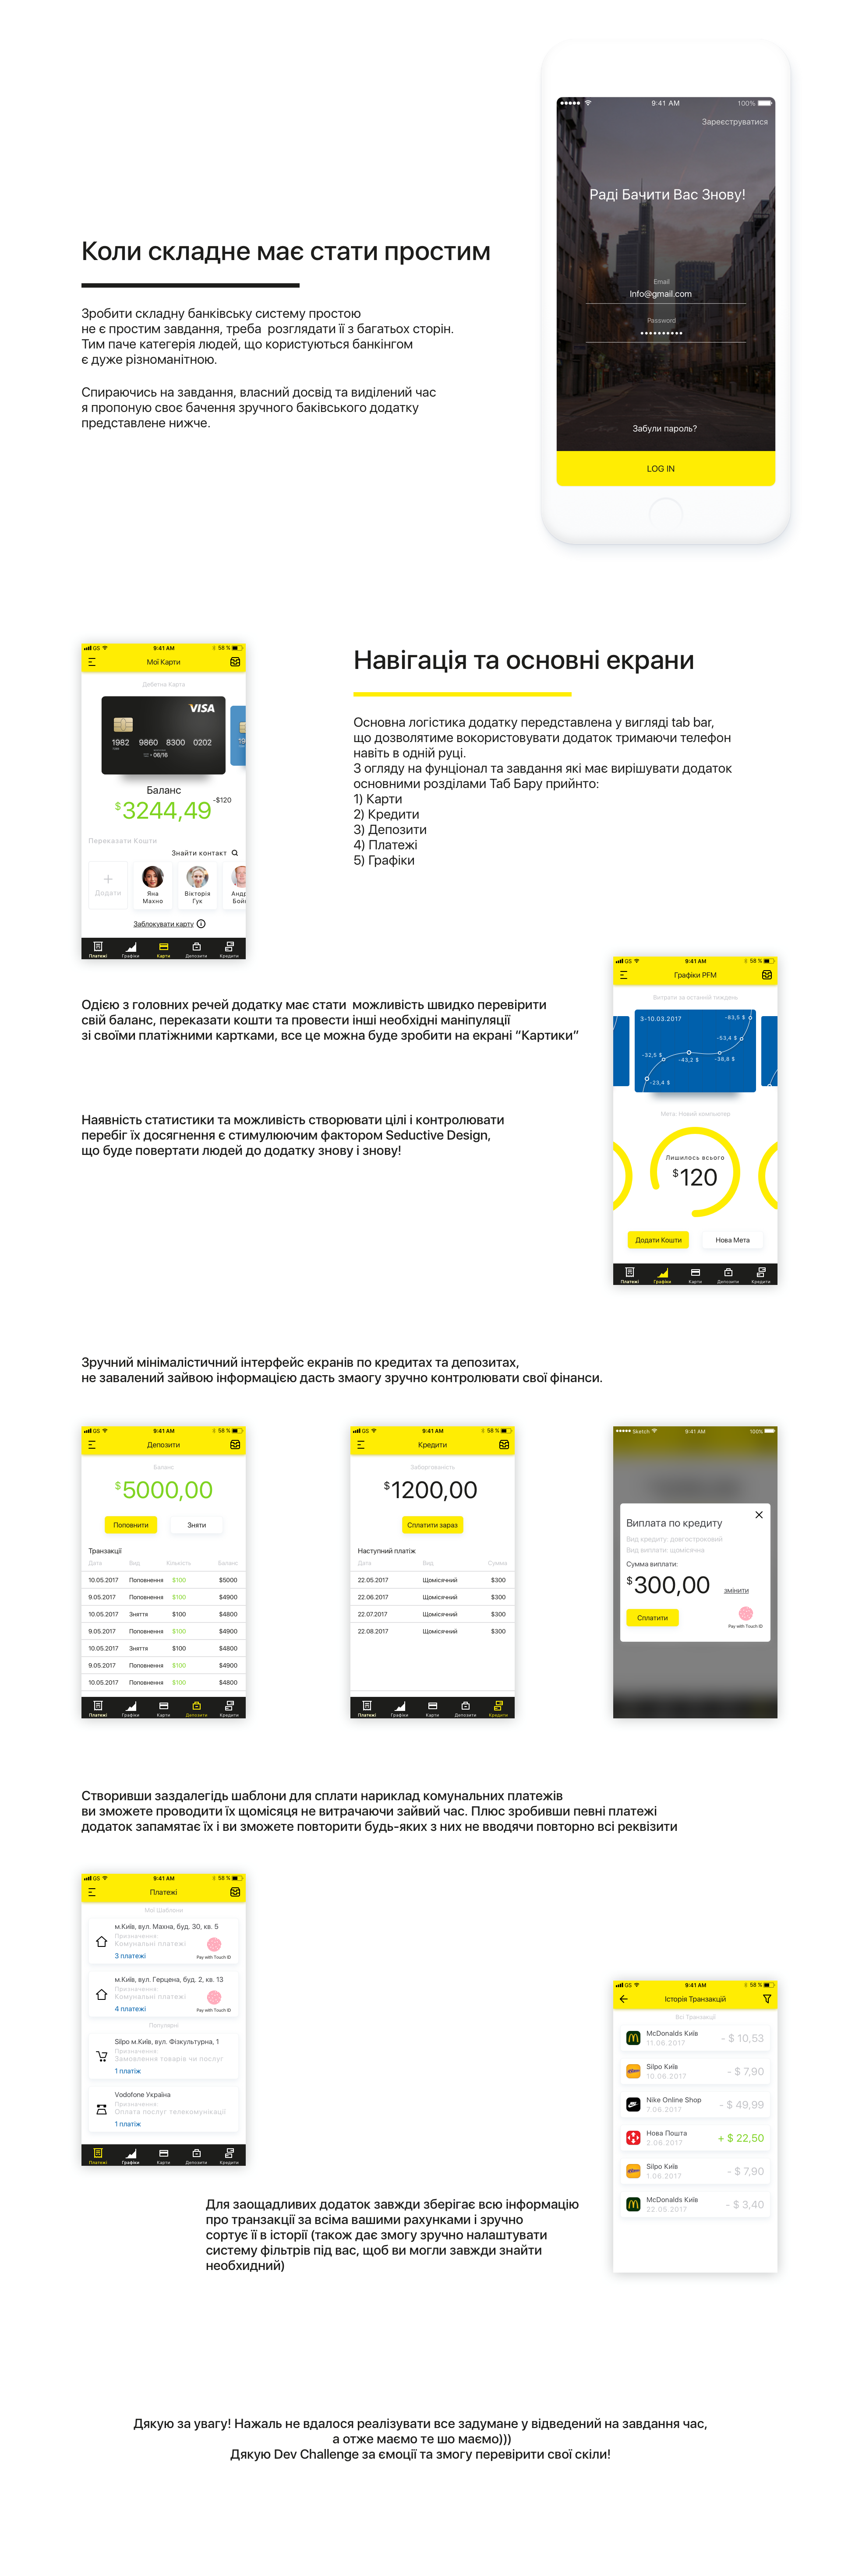 9:41 AM
100%
Зареєструватися
Раді Бачити Вас Знову!
Email
Info@gmail.com
Password
Забули пароль?
LOG IN
Коли складне має стати простим
Зробити складну банківську систему простою
не є простим завдання, треба розглядати її з багатьох сторін.
Тим паче категерія людей, що користуються банкінгом
є дуже різноманітною.
Спираючись на завдання, власний досвід та виділений час
я пропоную своє бачення зручного баківського додатку
представлене нижче.
GS
9:41 AM
58 %
Мої Карти
Дебетна Карта
VISA
1982 9860 8300 0202
06/16
Баланс
$3244,49
-$120
Переказати Кошти
Знайти контакт
Додати
Яна
Махно
Вікторія
Гук
Заблокувати карту
Платежі Графіки Карти Депозити Кредити
Навігація та основні екрани
Основна логістика додатку передставлена у вигляді tab bar,
що дозволятиме вокористовувати додаток тримаючи телефон
навіть в одній руці.
З огляду на фунціонал та завдання які має вирішувати додаток
основними розділами Таб Бару прийнто:
1) Карти
2) Кредити
3) Депозити
4) Платежі
5) Графіки
Одією з головних речей додатку має стати можливість швидко перевірити
свій баланс, переказати кошти та провести інші необхідні маніпуляції
зі своїми платіжними картками, все це можна буде зробити на екрані “Картики”
Наявність статистики та можливість створювати цілі і контролювати
перебіг їх досягнення є стимулюючим фактором Seductive Design,
що буде повертати людей до додатку знову і знову!
GS
9:41 AM
58 %
Графіки PFM
Витрати за останній тиждень
3-10.03.2017
-83,5 $
-53,4 $
-32,5 $
-43,2 $
-38,8 $
-23,4 $
Мета: Новий компьютер
Лишилось всього
$120
Додати Кошти
Нова Мета
Платежі Графіки Карти Депозити Кредити
Зручний мінімалістичний інтерфейс екранів по кредитах та депозитах,
не завалений зайвою інформацією дасть змаогу зручно контролювати свої фінанси.
GS
9:41 AM
58 %
Депозити
Баланс
$5000,00
Поповнити
Зняти
Транзакції
Дата Вид Кількість Баланс
10.05.2017 Поповнення $100 $5000
9.05.2017 Поповнення $100 $4900
10.05.2017 Зняття $100 $4800
9.05.2017 Поповнення $100 $4900
10.05.2017 Зняття $100 $4800
9.05.2017 Поповнення $100 $4900
10.05.2017 Поповнення $100 $4800
Платежі Графіки Карти Депозити Кредити
GS
9:41 AM
58 %
Кредити
Заборгованість
$1200,00
Сплатити зараз
Наступний платіж
Дата Вид Сумма
22.05.2017 Щомісячний $300
22.06.2017 Щомісячний $300
22.07.2017 Щомісячний $300
22.08.2017 Щомісячний $300
Платежі Графіки Карти Депозити Кредити
Sketch
9:41 AM
100%
Виплата по кредиту
Вид кредиту: довгостроковий
Вид виплати: щомісячна
Сумма виплати:
$300,00
змінити
Сплатити
Pay with Touch ID
Створивши заздалегідь шаблони для сплати нариклад комунальних платежів
ви зможете проводити їх щомісяця не витрачаючи зайвий час. Плюс зробивши певні платежі
додаток запамятає їх і ви зможете повторити будь-яких з них не вводячи повторно всі реквізити
GS
9:41 AM
58 %
Платежі
Мої Шаблони
м.Київ, вул. Махна, буд. 30, кв. 5
Призначення:
Комунальні платежі
3 платежі
Pay with Touch ID
м.Київ, вул. Герцена, буд. 2, кв. 13
Призначення:
Комунальні платежі
4 платежі
Pay with Touch ID
Популярні
Silpo м.Київ, вул. Фізкультурна, 1
Призначення:
Замовлення товарів чи послуг
1 платіж
Vodofone Україна
Призначення:
Оплата послуг телекомунікації
1 платіж
Платежі Графіки Карти Депозити Кредити
GS
9:41 AM
58 %
Історія Транзакцій
Всі Транзакції
McDonalds Київ
11.06.2017
- $ 10,53
Silpo Київ
10.06.2017
- $ 7,90
Nike Online Shop
7.06.2017
- $ 49,99
Нова Пошта
2.06.2017
+ $ 22,50
Silpo Київ
1.06.2017
- $ 7,90
McDonalds Київ
22.05.2017
- $ 3,40
Для заощадливих додаток завжди зберігає всю інформацію
про транзакції за всіма вашими рахунками і зручно
сортує її в історії (також дає змогу зручно налаштувати
систему фільтрів під вас, щоб ви могли завжди знайти
необхидний)
Дякую за увагу! Нажаль не вдалося реалізувати все задумане у відведений на завдання час,
а отже маємо те шо маємо)))
Дякую Dev Challenge за ємоції та змогу перевірити свої скіли!